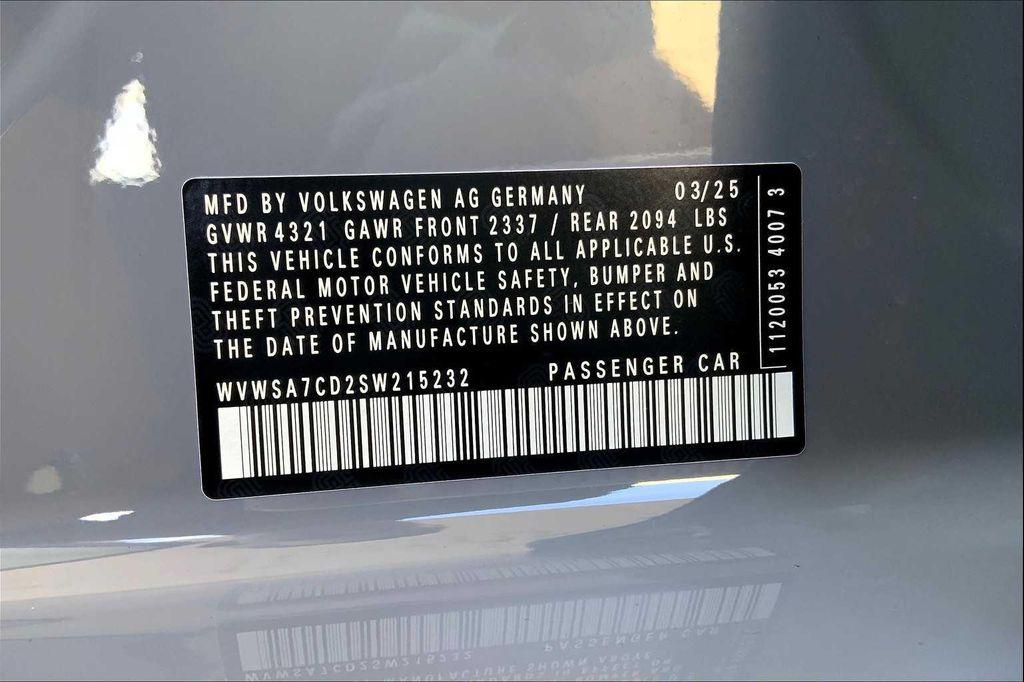 MFD BY VOLKSWAGEN AG GERMANY 03/25
GVWR 4321 GAWR FRONT 2337 / REAR 2094 LBS
THIS VEHICLE CONFORMS TO ALL APPLICABLE U.S.
FEDERAL MOTOR VEHICLE SAFETY, BUMPER AND
THEFT PREVENTION STANDARDS IN EFFECT ON
THE DATE OF MANUFACTURE SHOWN ABOVE.
WVWSA7CD2SW215232 PASSENGER CAR
1120053 4007 3